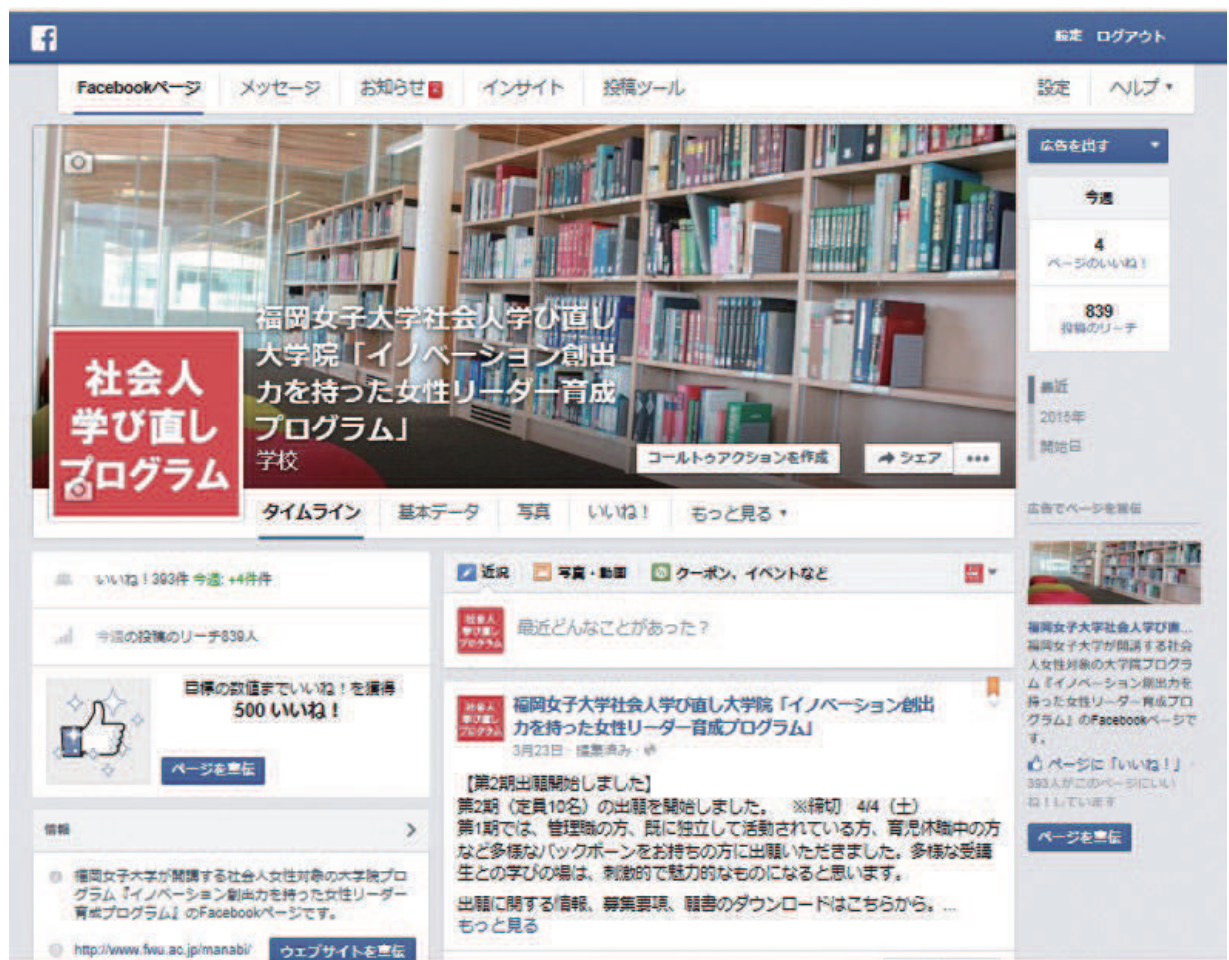 設定 ログアウト
Facebookページ メッセージ お知らせ 2 インサイト 投稿ツール 設定 ヘルプ
広告を出す
今週
4
ページのいいね！
839
投稿のリーチ
最近
2015年
開始日
福岡女子大学社会人学び直し
大学院「イノベーション創出
力を持った女性リーダー育成
プログラム」
学校
社会人
学び直し
プログラム
コールトゥアクションを作成 シェア
タイムライン 基本データ 写真 いいね！ もっと見る
いいね！393件 今週: +4件件
今週の投稿のリーチ839人
目標の数値までいいね！を獲得
500 いいね！
ページを宣伝
情報
福岡女子大学が開講する社会人女性対象の大学院プロ
グラム『イノベーション創出力を持った女性リーダー
育成プログラム』のFacebookページです。
http://www.fwu.ac.jp/manabi/ ウェブサイトを宣伝
近況 写真・動画 クーポン、イベントなど
社会人
学び直し
プログラム
最近どんなことがあった？
社会人
学び直し
プログラム
福岡女子大学社会人学び直し大学院「イノベーション創出
力を持った女性リーダー育成プログラム」
3月23日 · 編集済み ·
【第2期出願開始しました】
第2期（定員10名）の出願を開始しました。 ※締切 4/4（土）
第1期では、管理職の方、既に独立して活動されている方、育児休職中の方
など多様なバックボーンをお持ちの方に出願いただきました。多様な受講
生との学びの場は、刺激的で魅力的なものになると思います。
出願に関する情報、募集要項、願書のダウンロードはこちらから。...
もっと見る
広告でページを宣伝
福岡女子大学社会人学び直...
福岡女子大学が開講する社会
人女性対象の大学院プログラ
ム『イノベーション創出力を
持った女性リーダー育成プロ
グラム』のFacebookページで
す。
ページに「いいね！」 ·
393人がこのページにいい
ね！しています
ページを宣伝